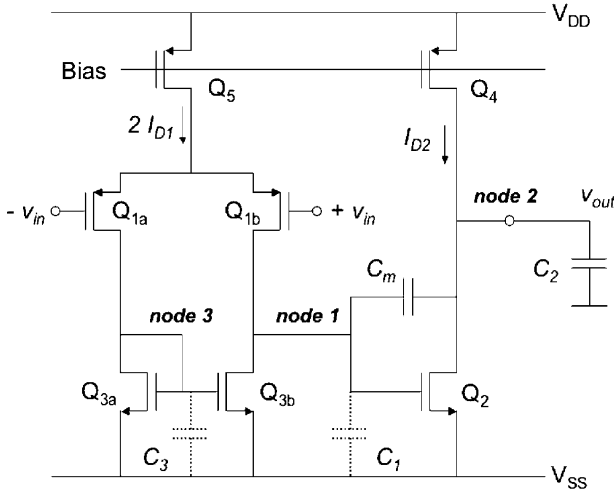 V_DD
Bias
Q_5
Q_4
2 I_D1
I_D2
- v_in
Q_1a
Q_1b
+ v_in
node 2
v_out
C_m
C_2
node 3
node 1
Q_3a
Q_3b
Q_2
C_3
C_1
V_SS